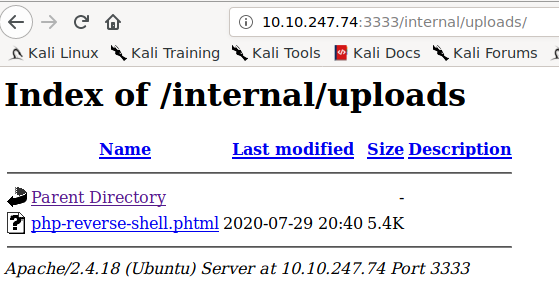 10.10.247.74:3333/internal/uploads/
Kali Linux Kali Training Kali Tools Kali Docs Kali Forums
Index of /internal/uploads
Name Last modified Size Description
Parent Directory -
php-reverse-shell.phtml 2020-07-29 20:40 5.4K
Apache/2.4.18 (Ubuntu) Server at 10.10.247.74 Port 3333